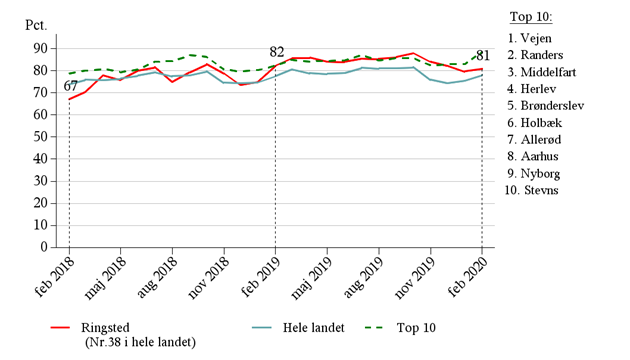 Pct.
90
80
70
60
50
40
30
20
10
0
67
82
81
feb 2018
maj 2018
aug 2018
nov 2018
feb 2019
maj 2019
aug 2019
nov 2019
feb 2020
Ringsted
(Nr.38 i hele landet)
Hele landet
Top 10
Top 10:
1. Vejen
2. Randers
3. Middelfart
4. Herlev
5. Brønderslev
6. Holbæk
7. Allerød
8. Aarhus
9. Nyborg
10. Stevns